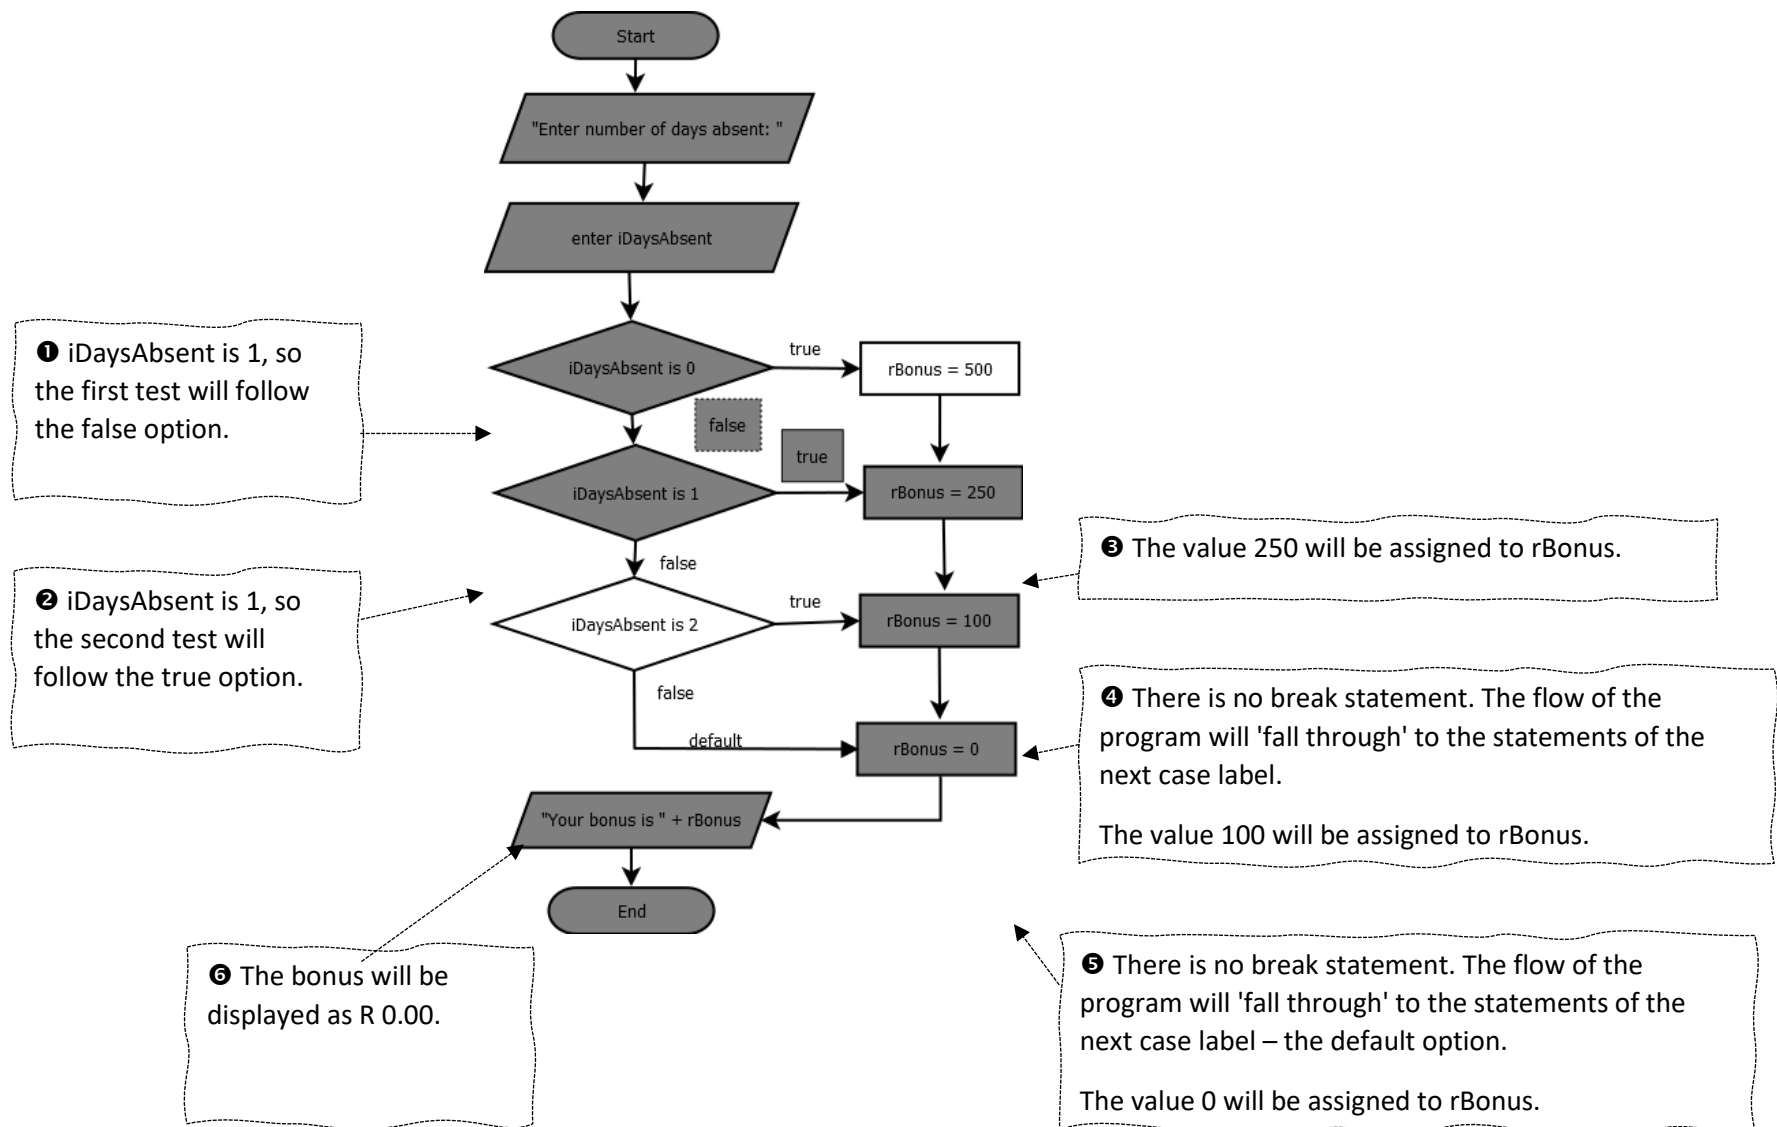 Start
"Enter number of days absent: "
enter iDaysAbsent
❶ iDaysAbsent is 1, so
the first test will follow
the false option.
iDaysAbsent is 0
true
rBonus = 500
false
true
iDaysAbsent is 1
rBonus = 250
false
❷ iDaysAbsent is 1, so
the second test will
follow the true option.
❸ The value 250 will be assigned to rBonus.
iDaysAbsent is 2
true
rBonus = 100
false
default
rBonus = 0
❹ There is no break statement. The flow of the
program will 'fall through' to the statements of the
next case label.
The value 100 will be assigned to rBonus.
"Your bonus is " + rBonus
End
❻ The bonus will be
displayed as R 0.00.
❺ There is no break statement. The flow of the
program will 'fall through' to the statements of the
next case label – the default option.
The value 0 will be assigned to rBonus.